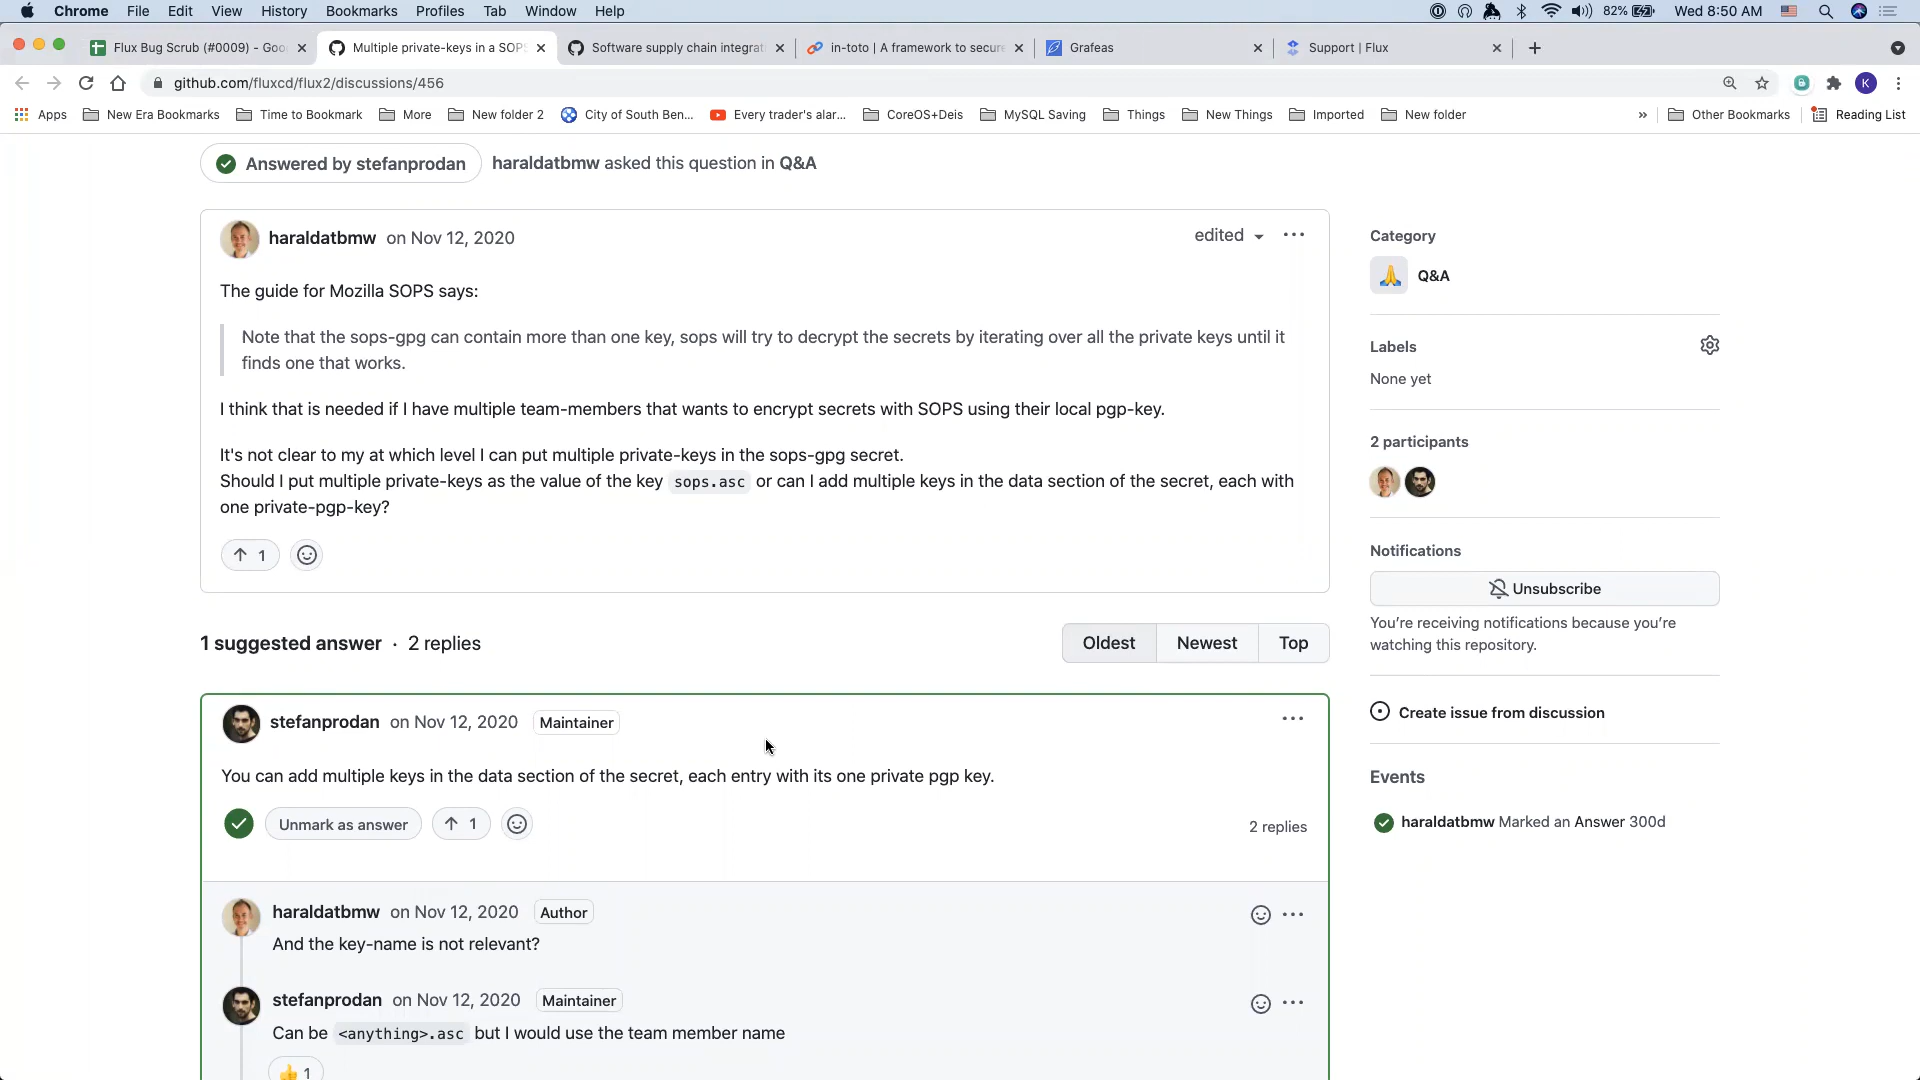 Chrome File Edit View History Bookmarks Profiles Tab Window Help 82% Wed 8:50 AM
Flux Bug Scrub (#0009) - Goo Multiple private-keys in a SOPS Software supply chain integrat in-toto | A framework to secure Grafeas Support | Flux
github.com/fluxcd/flux2/discussions/456 K
Apps New Era Bookmarks Time to Bookmark More New folder 2 City of South Ben... Every trader's alar... CoreOS+Deis MySQL Saving Things New Things Imported New folder » Other Bookmarks Reading List
Answered by stefanprodan haraldatbmw asked this question in Q&A
haraldatbmw on Nov 12, 2020 edited
The guide for Mozilla SOPS says:
Note that the sops-gpg can contain more than one key, sops will try to decrypt the secrets by iterating over all the private keys until it
finds one that works.
I think that is needed if I have multiple team-members that wants to encrypt secrets with SOPS using their local pgp-key.
It's not clear to my at which level I can put multiple private-keys in the sops-gpg secret.
Should I put multiple private-keys as the value of the key sops.asc or can I add multiple keys in the data section of the secret, each with
one private-pgp-key?
↑ 1
1 suggested answer · 2 replies
Oldest Newest Top
stefanprodan on Nov 12, 2020 Maintainer
You can add multiple keys in the data section of the secret, each entry with its one private pgp key.
Unmark as answer ↑ 1
2 replies
haraldatbmw on Nov 12, 2020 Author
And the key-name is not relevant?
stefanprodan on Nov 12, 2020 Maintainer
Can be <anything>.asc but I would use the team member name
👍 1
Category
🙏 Q&A
Labels
None yet
2 participants
Notifications
Unsubscribe
You're receiving notifications because you're
watching this repository.
Create issue from discussion
Events
haraldatbmw Marked an Answer 300d